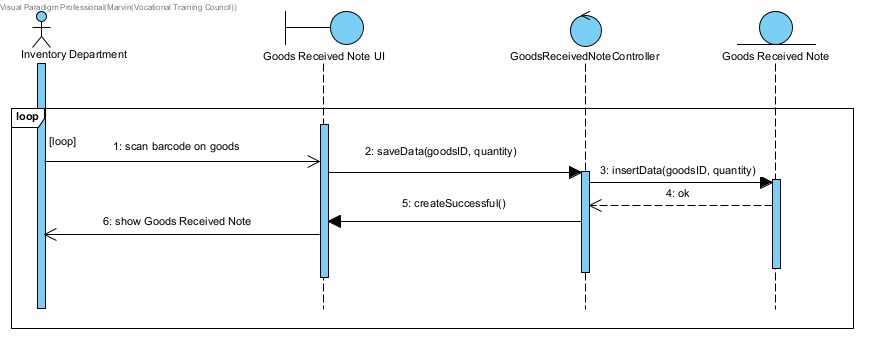 Visual Paradigm Professional(Marvin(Vocational Training Council))
Inventory Department
Goods Received Note UI
GoodsReceivedNoteController
Goods Received Note
loop
[loop]
1: scan barcode on goods
2: saveData(goodsID, quantity)
3: insertData(goodsID, quantity)
4: ok
5: createSuccessful()
6: show Goods Received Note